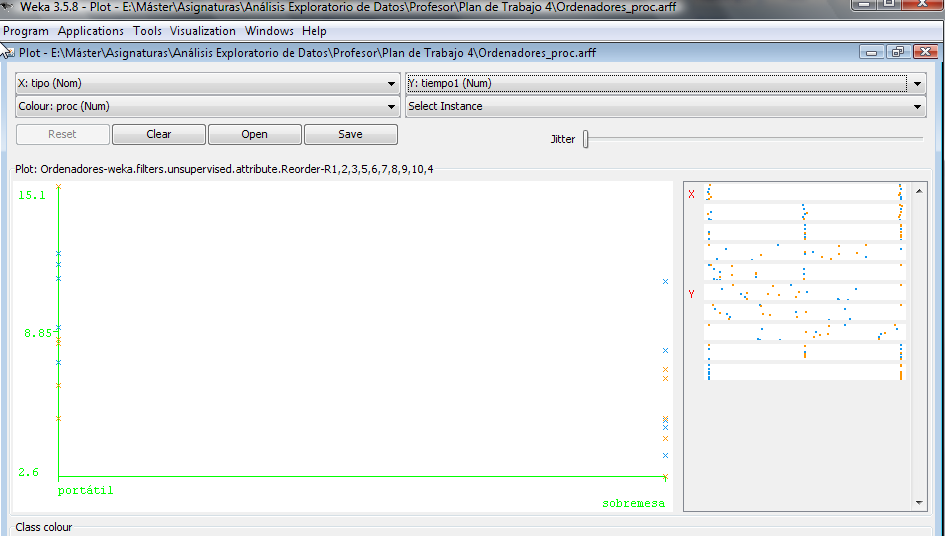 Weka 3.5.8 - Plot - E:\Máster\Asignaturas\Análisis Exploratorio de Datos\Profesor\Plan de Trabajo 4\Ordenadores_proc.arff
Program Applications Tools Visualization Windows Help
Plot - E:\Máster\Asignaturas\Análisis Exploratorio de Datos\Profesor\Plan de Trabajo 4\Ordenadores_proc.arff
X: tipo (Nom) Y: tiempo1 (Num)
Colour: proc (Num) Select Instance
Reset Clear Open Save Jitter
Plot: Ordenadores-weka.filters.unsupervised.attribute.Reorder-R1,2,3,5,6,7,8,9,10,4
15.1
8.85
2.6
portátil
sobremesa
X
Y
Class colour